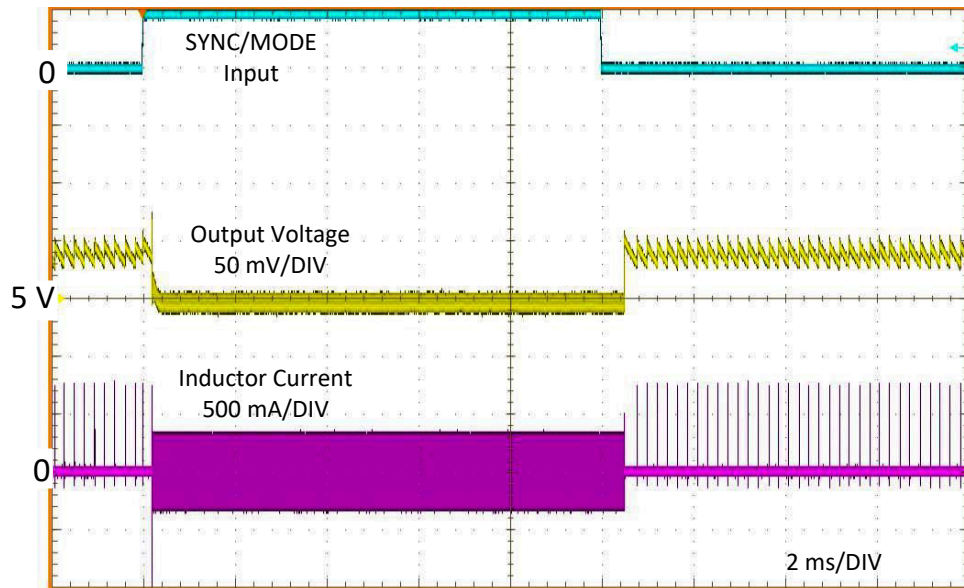 SYNC/MODE
Input
0
Output Voltage
50 mV/DIV
5 V
Inductor Current
500 mA/DIV
0
2 ms/DIV